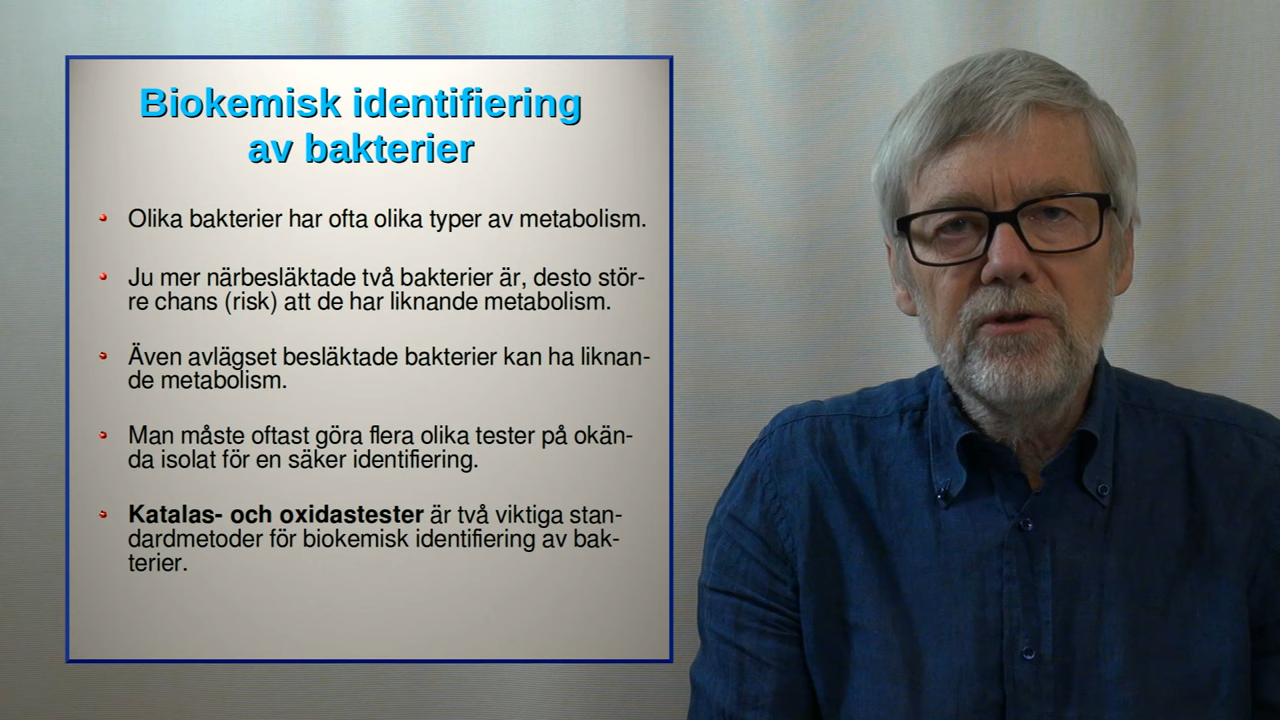 Biokemisk identifiering
av bakterier
Olika bakterier har ofta olika typer av metabolism.
Ju mer närbesläktade två bakterier är, desto stör-
re chans (risk) att de har liknande metabolism.
Även avlägset besläktade bakterier kan ha liknan-
de metabolism.
Man måste oftast göra flera olika tester på okän-
da isolat för en säker identifiering.
Katalas- och oxidastester är två viktiga stan-
dardmetoder för biokemisk identifiering av bak-
terier.